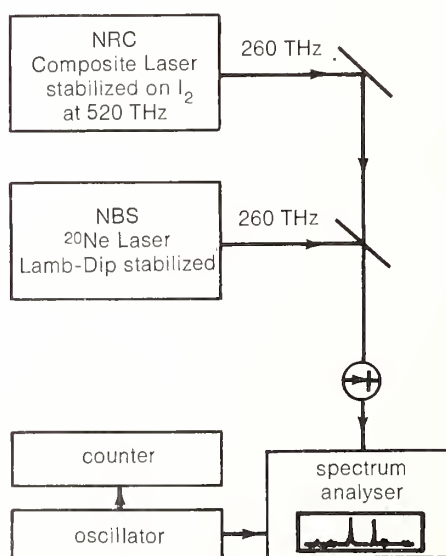 NRC
Composite Laser
stabilized on I₂
at 520 THz
260 THz
NBS
²⁰Ne Laser
Lamb-Dip stabilized
260 THz
counter
oscillator
spectrum
analyser